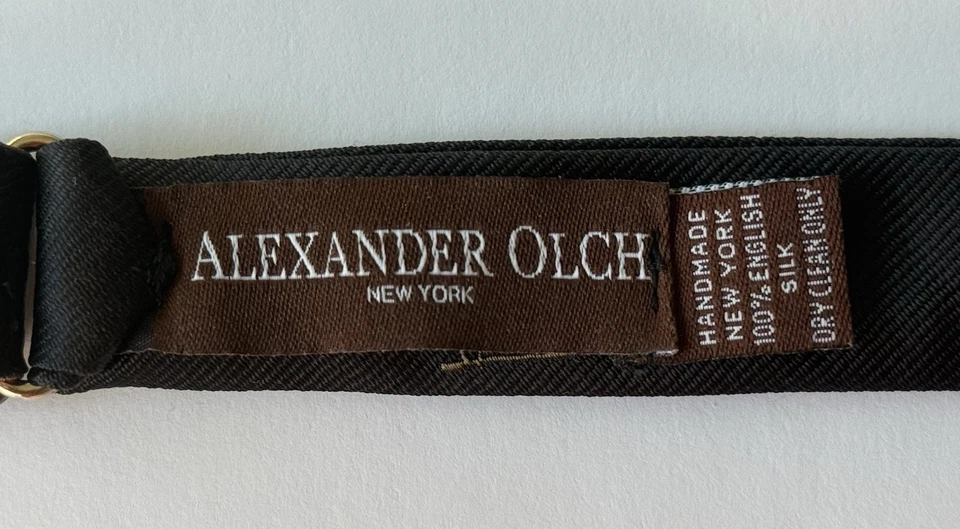 ALEXANDER OLCH
NEW YORK
HANDMADE
NEW YORK
100% ENGLISH
SILK
DRY CLEAN ONLY